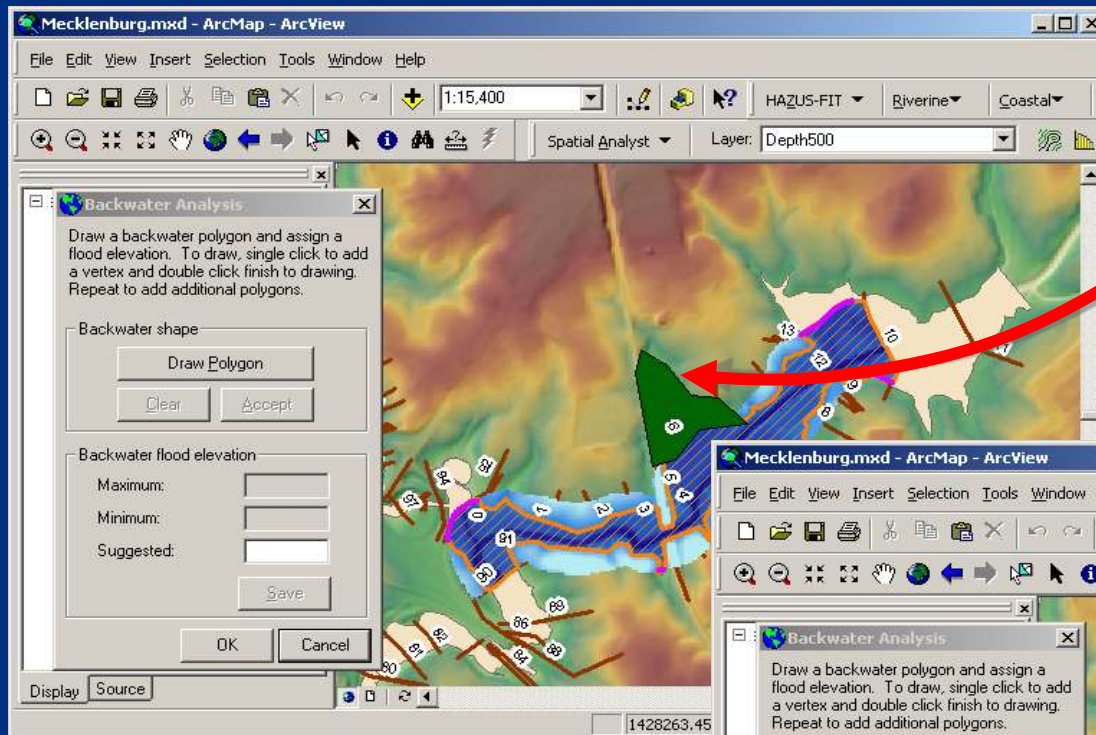 Mecklenburg.mxd - ArcMap - ArcView
File Edit View Insert Selection Tools Window Help
1:15,400
HAZUS-FIT
Riverine
Coastal
Spatial Analyst
Layer:
Depth500
Backwater Analysis
Draw a backwater polygon and assign a
flood elevation. To draw, single click to add
a vertex and double click finish to drawing.
Repeat to add additional polygons.
Backwater shape
Draw Polygon
Clear
Accept
Backwater flood elevation
Maximum:
Minimum:
Suggested:
Save
OK
Cancel
Display
Source
1428263.45
13
12
10
11
9
8
6
5
4
3
2
1
0
91
90
94
97
89
86
88
84
82
81
80
Mecklenburg.mxd - ArcMap - ArcView
File Edit View Insert Selection Tools Window
Backwater Analysis
Draw a backwater polygon and assign a
flood elevation. To draw, single click to add
a vertex and double click finish to drawing.
Repeat to add additional polygons.